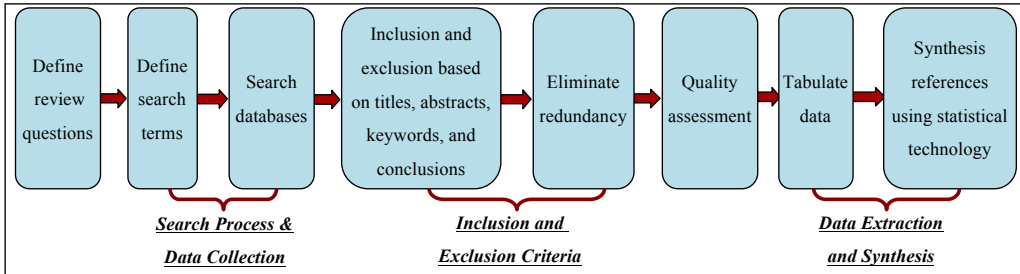 Define
review
questions
Define
search
terms
Search
databases
Inclusion and
exclusion based
on titles, abstracts,
keywords, and
conclusions
Eliminate
redundancy
Quality
assessment
Tabulate
data
Synthesis
references
using statistical
technology
Search Process &
Data Collection
Inclusion and
Exclusion Criteria
Data Extraction
and Synthesis